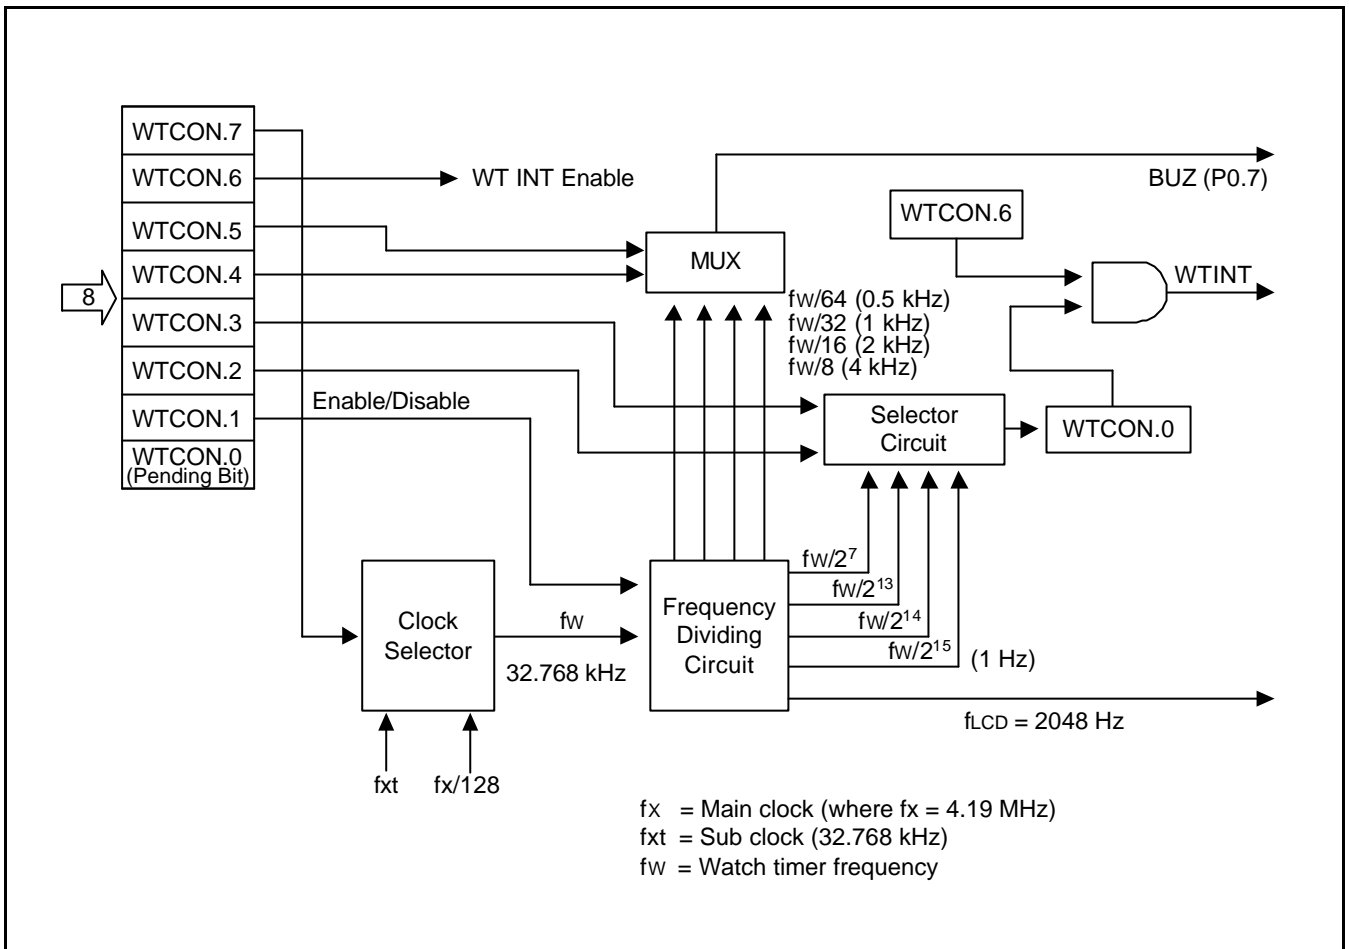 WTCON.7
WTCON.6
WTCON.5
WTCON.4
WTCON.3
WTCON.2
WTCON.1
WTCON.0
(Pending Bit)
8
WT INT Enable
Enable/Disable
MUX
BUZ (P0.7)
WTCON.6
WTINT
fW/64 (0.5 kHz)
fW/32 (1 kHz)
fW/16 (2 kHz)
fW/8 (4 kHz)
Selector
Circuit
WTCON.0
Clock
Selector
fW
32.768 kHz
Frequency
Dividing
Circuit
fW/2⁷
fW/2¹³
fW/2¹⁴
fW/2¹⁵
(1 Hz)
fLCD = 2048 Hz
fxt
fx/128
fX = Main clock (where fx = 4.19 MHz)
fxt = Sub clock (32.768 kHz)
fW = Watch timer frequency